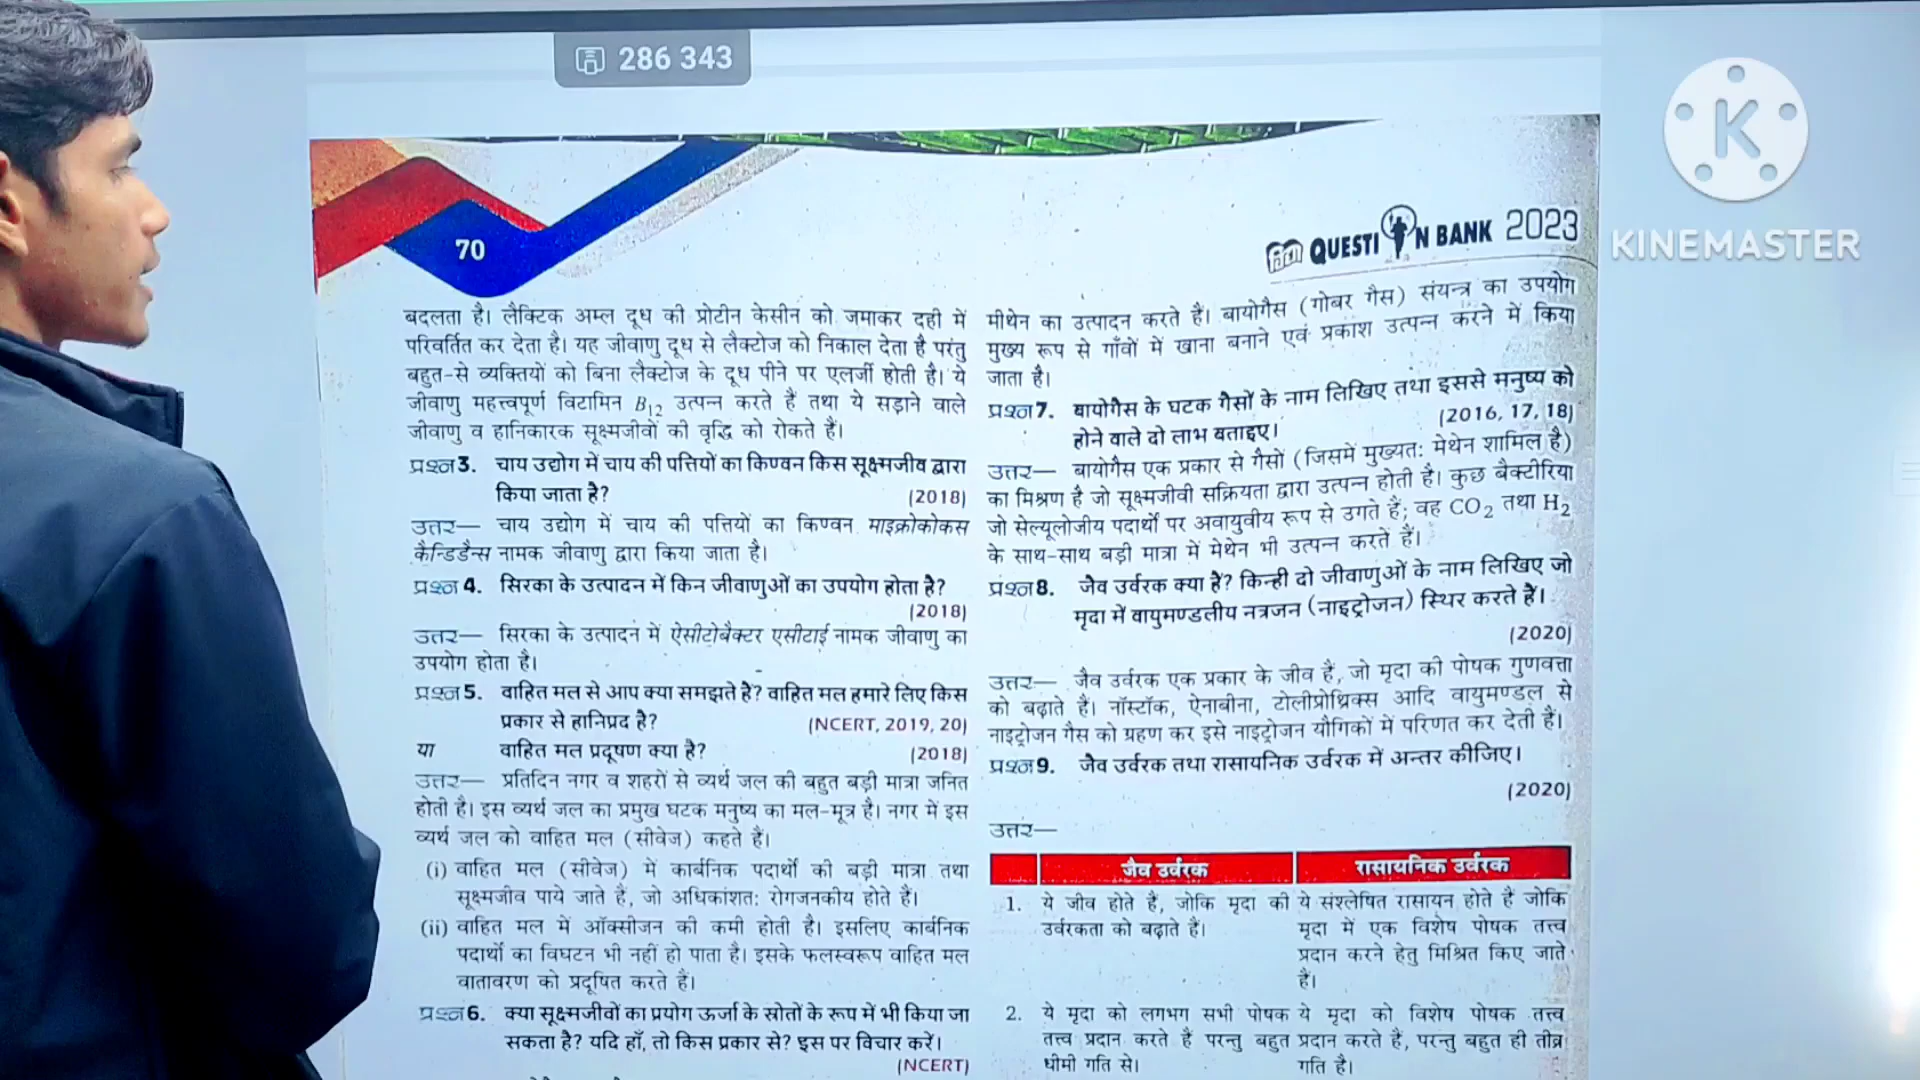 286 343
KINEMASTER
70
विद्या QUESTION BANK 2023
बदलता है। लैक्टिक अम्ल दूध की प्रोटीन केसीन को जमाकर दही में
परिवर्तित कर देता है। यह जीवाणु दूध से लैक्टोज को निकाल देता है परंतु
बहुत-से व्यक्तियों को बिना लैक्टोज के दूध पीने पर एलर्जी होती है। ये
जीवाणु महत्त्वपूर्ण विटामिन B12 उत्पन्न करते हैं तथा ये सड़ाने वाले
जीवाणु व हानिकारक सूक्ष्मजीवों की वृद्धि को रोकते हैं।
प्रश्न3. चाय उद्योग में चाय की पत्तियों का किण्वन किस सूक्ष्मजीव द्वारा
किया जाता है? (2018)
उत्तर— चाय उद्योग में चाय की पत्तियों का किण्वन माइक्रोकोकस
कैन्डिडैन्स नामक जीवाणु द्वारा किया जाता है।
प्रश्न4. सिरका के उत्पादन में किन जीवाणुओं का उपयोग होता है?
(2018)
उत्तर— सिरका के उत्पादन में ऐसीटोबैक्टर एसीटाई नामक जीवाणु का
उपयोग होता है।
प्रश्न5. वाहित मल से आप क्या समझते हैं? वाहित मल हमारे लिए किस
प्रकार से हानिप्रद है? (NCERT, 2019, 20)
या वाहित मल प्रदूषण क्या है? (2018)
उत्तर— प्रतिदिन नगर व शहरों से व्यर्थ जल की बहुत बड़ी मात्रा जनित
होती है। इस व्यर्थ जल का प्रमुख घटक मनुष्य का मल-मूत्र है। नगर में इस
व्यर्थ जल को वाहित मल (सीवेज) कहते हैं।
(i) वाहित मल (सीवेज) में कार्बनिक पदार्थों की बड़ी मात्रा तथा
सूक्ष्मजीव पाये जाते हैं, जो अधिकांशत: रोगजनकीय होते हैं।
(ii) वाहित मल में ऑक्सीजन की कमी होती है। इसलिए कार्बनिक
पदार्थों का विघटन भी नहीं हो पाता है। इसके फलस्वरूप वाहित मल
वातावरण को प्रदूषित करते हैं।
प्रश्न6. क्या सूक्ष्मजीवों का प्रयोग ऊर्जा के स्रोतों के रूप में भी किया जा
सकता है? यदि हाँ, तो किस प्रकार से? इस पर विचार करें।
(NCERT)
मीथेन का उत्पादन करते हैं। बायोगैस (गोबर गैस) संयन्त्र का उपयोग
मुख्य रूप से गाँवों में खाना बनाने एवं प्रकाश उत्पन्न करने में किया
जाता है।
प्रश्न7. बायोगैस के घटक गैसों के नाम लिखिए तथा इससे मनुष्य को
होने वाले दो लाभ बताइए। (2016, 17, 18)
उत्तर— बायोगैस एक प्रकार से गैसों (जिसमें मुख्यत: मेथेन शामिल है)
का मिश्रण है जो सूक्ष्मजीवी सक्रियता द्वारा उत्पन्न होती है। कुछ बैक्टीरिया
जो सेल्यूलोजीय पदार्थों पर अवायुवीय रूप से उगते हैं; वह CO2 तथा H2
के साथ-साथ बड़ी मात्रा में मेथेन भी उत्पन्न करतें हैं।
प्रश्न8. जैव उर्वरक क्या हैं? किन्ही दो जीवाणुओं के नाम लिखिए जो
मृदा में वायुमण्डलीय नत्रजन (नाइट्रोजन) स्थिर करते हैं।
(2020)
उत्तर— जैव उर्वरक एक प्रकार के जीव हैं, जो मृदा की पोषक गुणवत्ता
को बढ़ाते हैं। नॉस्टॉक, ऐनाबीना, टोलीप्रोथ्रिक्स आदि वायुमण्डल से
नाइट्रोजन गैस को ग्रहण कर इसे नाइट्रोजन यौगिकों में परिणत कर देती हैं।
प्रश्न9. जैव उर्वरक तथा रासायनिक उर्वरक में अन्तर कीजिए।
(2020)
उत्तर—
जैव उर्वरक रासायनिक उर्वरक
1. ये जीव होते हैं, जोकि मृदा की ये संश्लेषित रासायन होते हैं जोकि
उर्वरकता को बढ़ाते हैं। मृदा में एक विशेष पोषक तत्त्व
प्रदान करने हेतु मिश्रित किए जाते
हैं।
2. ये मृदा को लगभग सभी पोषक ये मृदा को विशेष पोषक तत्त्व
तत्त्व प्रदान करते हैं परन्तु बहुत प्रदान करते हैं, परन्तु बहुत ही तीव्र
धीमी गति से। गति है।